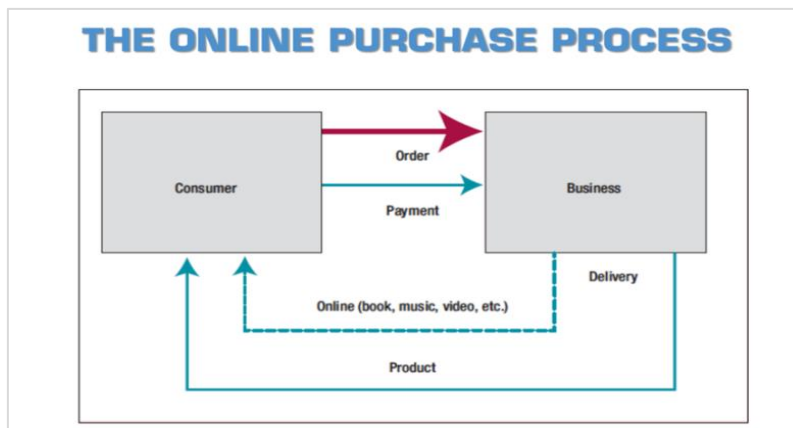 THE ONLINE PURCHASE PROCESS
Order
Consumer
Business
Payment
Delivery
Online (book, music, video, etc.)
Product